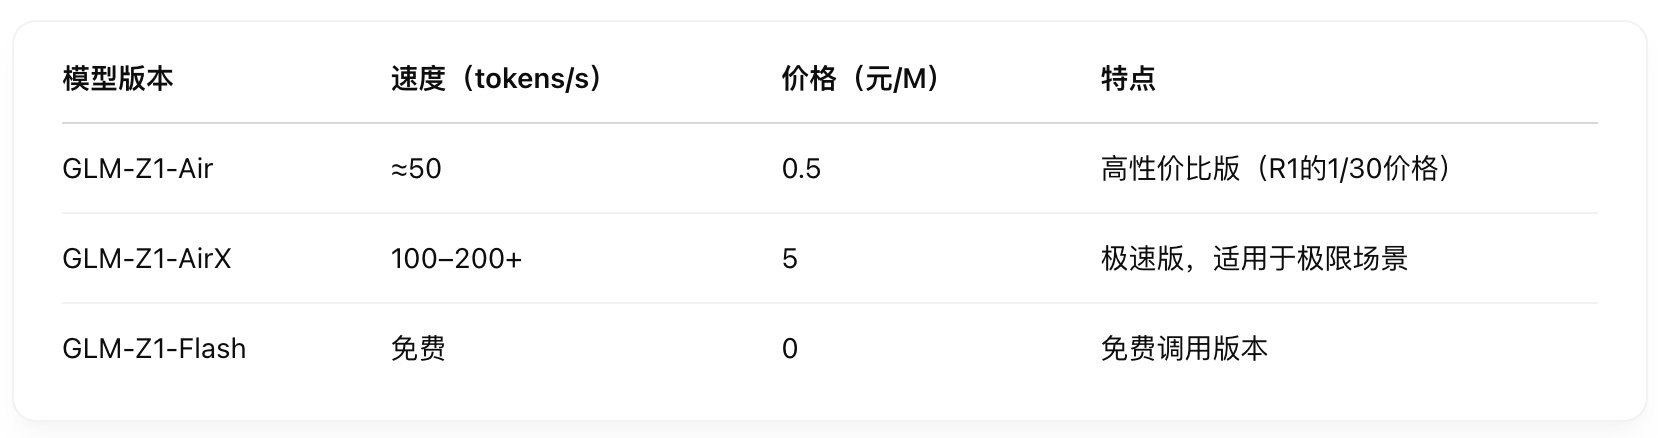 模型版本 速度（tokens/s） 价格（元/M） 特点
GLM-Z1-Air ≈50 0.5 高性价比版（R1的1/30价格）
GLM-Z1-AirX 100–200+ 5 极速版，适用于极限场景
GLM-Z1-Flash 免费 0 免费调用版本